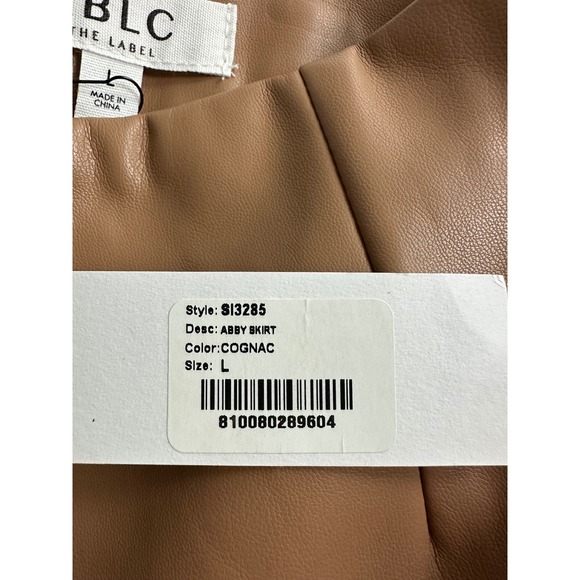 BLC
THE LABEL
L
MADE IN
CHINA
Style: SI3285
Desc: ABBY SKIRT
Color:COGNAC
Size: L
810080289604